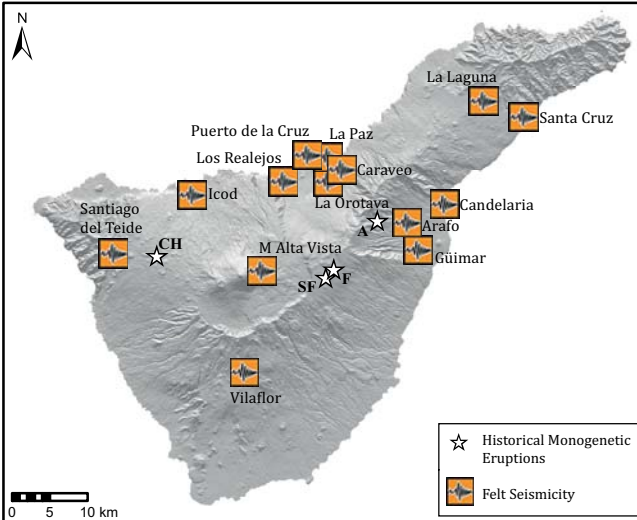 N
La Laguna
Santa Cruz
Puerto de la Cruz
La Paz
Los Realejos
Caraveo
Icod
La Orotava
Candelaria
Santiago
del Teide
A
Arafo
CH
M Alta Vista
Güimar
SF
F
Vilaflor
Historical Monogenetic
Eruptions
Felt Seismicity
0 5 10 km